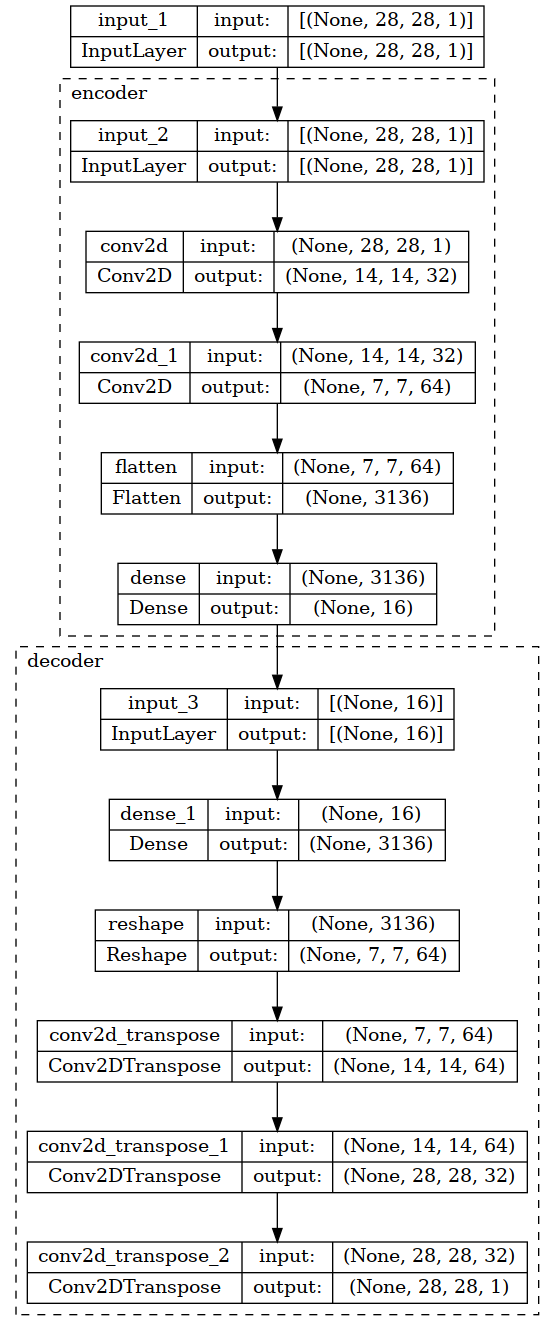 input_1 input: [(None, 28, 28, 1)]
InputLayer output: [(None, 28, 28, 1)]
encoder
input_2 input: [(None, 28, 28, 1)]
InputLayer output: [(None, 28, 28, 1)]
conv2d input: (None, 28, 28, 1)
Conv2D output: (None, 14, 14, 32)
conv2d_1 input: (None, 14, 14, 32)
Conv2D output: (None, 7, 7, 64)
flatten input: (None, 7, 7, 64)
Flatten output: (None, 3136)
dense input: (None, 3136)
Dense output: (None, 16)
decoder
input_3 input: [(None, 16)]
InputLayer output: [(None, 16)]
dense_1 input: (None, 16)
Dense output: (None, 3136)
reshape input: (None, 3136)
Reshape output: (None, 7, 7, 64)
conv2d_transpose input: (None, 7, 7, 64)
Conv2DTranspose output: (None, 14, 14, 64)
conv2d_transpose_1 input: (None, 14, 14, 64)
Conv2DTranspose output: (None, 28, 28, 32)
conv2d_transpose_2 input: (None, 28, 28, 32)
Conv2DTranspose output: (None, 28, 28, 1)